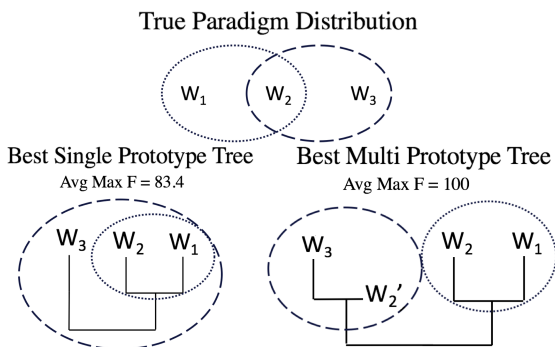 True Paradigm Distribution
W₁ W₂ W₃
Best Single Prototype Tree
Avg Max F = 83.4
W₃ W₂ W₁
Best Multi Prototype Tree
Avg Max F = 100
W₃ W₂ W₁
W₂′